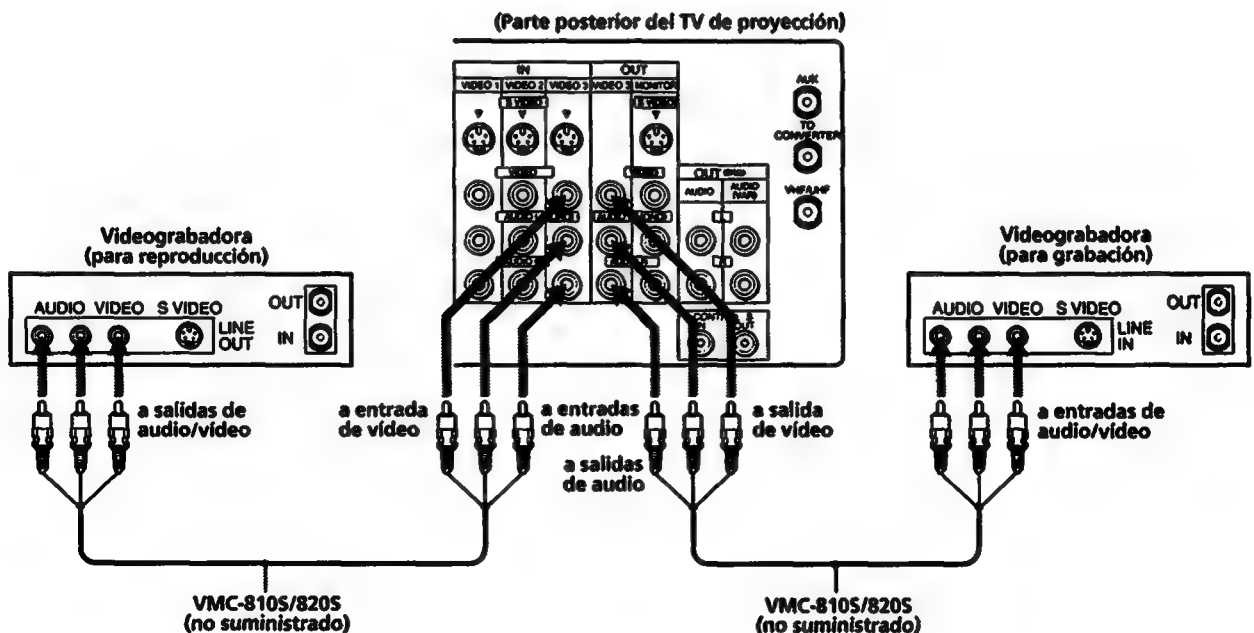 (Parte posterior del TV de proyección)
IN
OUT
VIDEO 1 VIDEO 2 VIDEO 3 VIDEO 3 MONITOR
S VIDEO
S VIDEO
AUX
TO
CONVERTER
VHF/UHF
VIDEO
VIDEO
OUT
AUDIO
AUDIO
(VAR)
Videograbadora
(para reproducción)
AUDIO VIDEO S VIDEO
LINE
OUT
OUT
IN
OUT
Videograbadora
(para grabación)
AUDIO VIDEO S VIDEO
LINE
IN
OUT
IN
a salidas de
audio/vídeo
a entrada
de vídeo
a entradas
de audio
a salidas
de audio
a salida
de vídeo
a entradas de
audio/vídeo
VMC-810S/820S
(no suministrado)
VMC-810S/820S
(no suministrado)